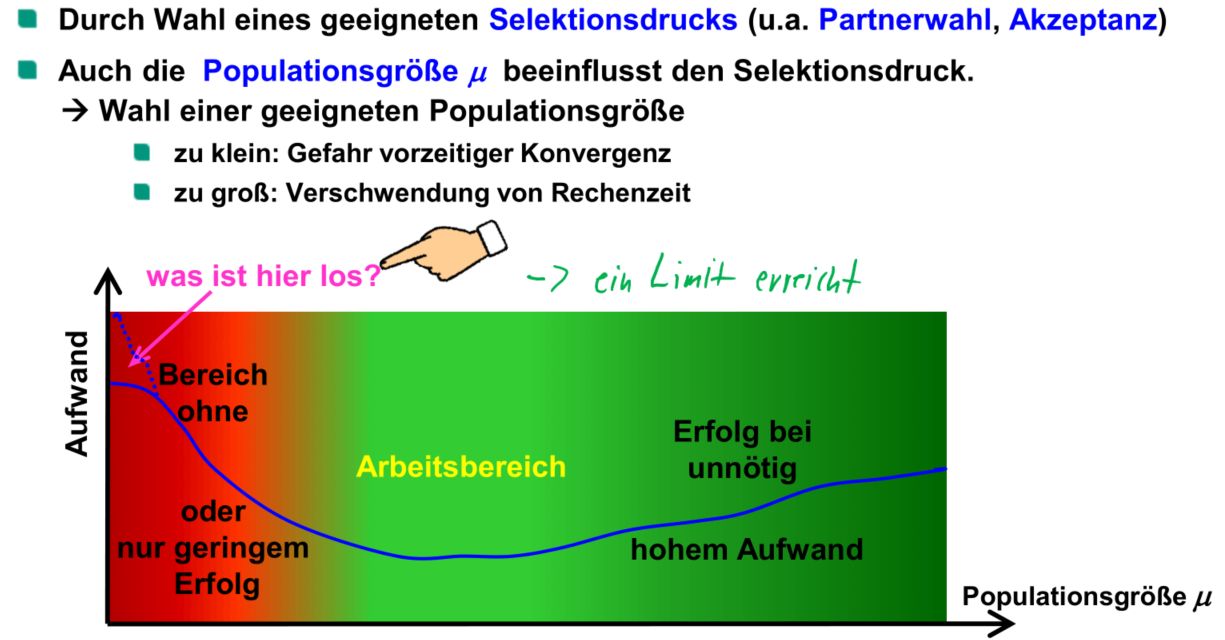 Durch Wahl eines geeigneten Selektionsdrucks (u.a. Partnerwahl, Akzeptanz)
Auch die Populationsgröße μ beeinflusst den Selektionsdruck.
→ Wahl einer geeigneten Populationsgröße
zu klein: Gefahr vorzeitiger Konvergenz
zu groß: Verschwendung von Rechenzeit
was ist hier los?
-> ein Limit erreicht
Aufwand
Bereich
ohne
oder
nur geringem
Erfolg
Arbeitsbereich
Erfolg bei
unnötig
hohem Aufwand
Populationsgröße μ